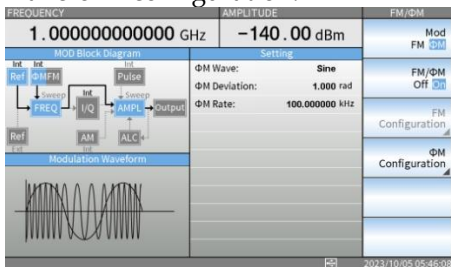 FREQUENCY
AMPLITUDE
FM/ΦM
1.000000000000 GHz
-140.00 dBm
Mod
FM ΦM
MOD Block Diagram
Setting
Int Int Int
Ref ΦMFM Pulse
Sweep Int Sweep
FREQ I/Q AMPL Output
Int
Ref AM ALC
Ext
ΦM Wave: Sine
ΦM Deviation: 1.000 rad
ΦM Rate: 100.000000 kHz
FM/ΦM
Off On
FM
Configuration
ΦM
Configuration
Modulation Waveform
2023/10/05 05:46:08